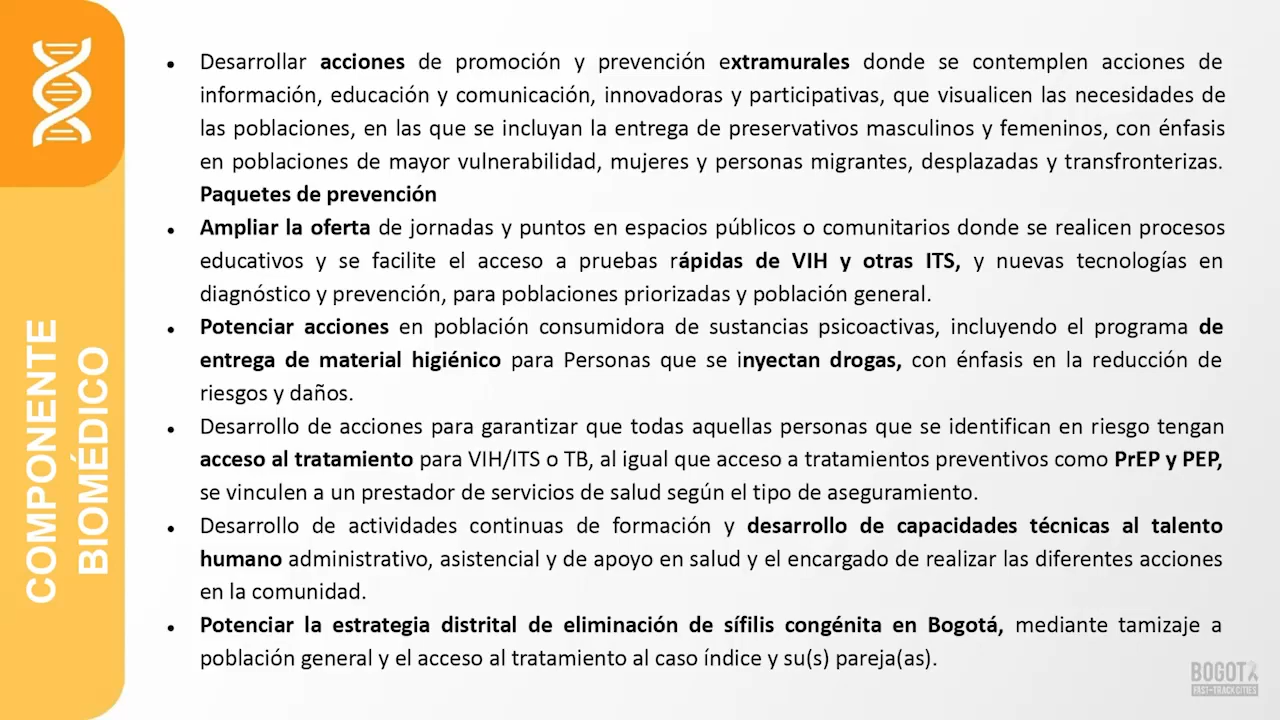 COMPONENTE
BIOMÉDICO
• Desarrollar acciones de promoción y prevención extramurales donde se contemplen acciones de
información, educación y comunicación, innovadoras y participativas, que visualicen las necesidades de
las poblaciones, en las que se incluyan la entrega de preservativos masculinos y femeninos, con énfasis
en poblaciones de mayor vulnerabilidad, mujeres y personas migrantes, desplazadas y transfronterizas.
Paquetes de prevención
• Ampliar la oferta de jornadas y puntos en espacios públicos o comunitarios donde se realicen procesos
educativos y se facilite el acceso a pruebas rápidas de VIH y otras ITS, y nuevas tecnologías en
diagnóstico y prevención, para poblaciones priorizadas y población general.
• Potenciar acciones en población consumidora de sustancias psicoactivas, incluyendo el programa de
entrega de material higiénico para Personas que se inyectan drogas, con énfasis en la reducción de
riesgos y daños.
• Desarrollo de acciones para garantizar que todas aquellas personas que se identifican en riesgo tengan
acceso al tratamiento para VIH/ITS o TB, al igual que acceso a tratamientos preventivos como PrEP y PEP,
se vinculen a un prestador de servicios de salud según el tipo de aseguramiento.
• Desarrollo de actividades continuas de formación y desarrollo de capacidades técnicas al talento
humano administrativo, asistencial y de apoyo en salud y el encargado de realizar las diferentes acciones
en la comunidad.
• Potenciar la estrategia distrital de eliminación de sífilis congénita en Bogotá, mediante tamizaje a
población general y el acceso al tratamiento al caso índice y su(s) pareja(as).
BOGOTA
FAST-TRACK CITIES